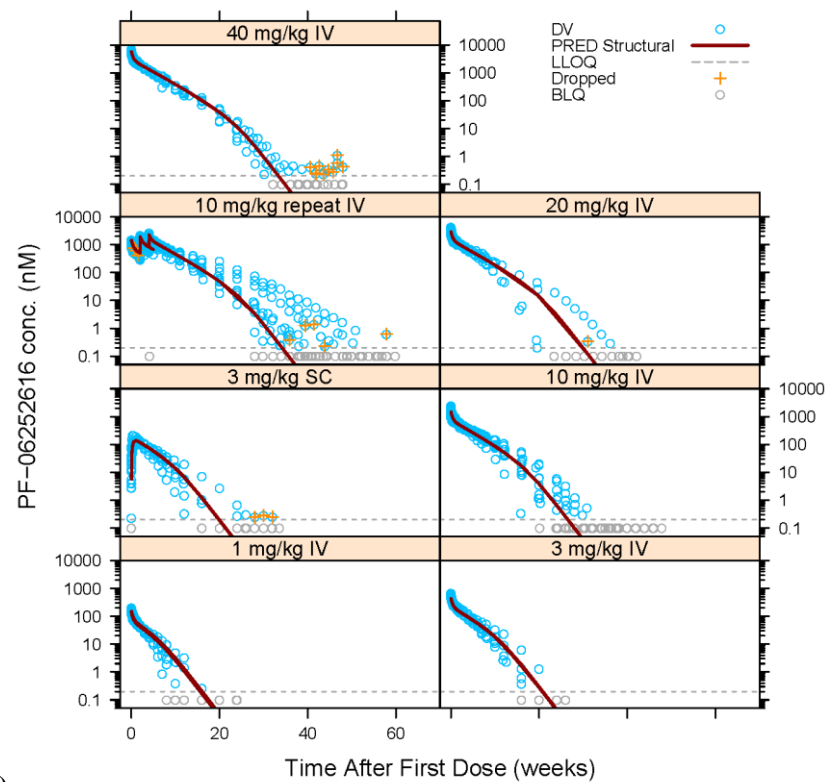 40 mg/kg IV
DV
PRED Structural
LLOQ
Dropped
BLQ
10000
1000
100
10
1
0.1
10 mg/kg repeat IV
20 mg/kg IV
10000
1000
100
10
1
0.1
3 mg/kg SC
10 mg/kg IV
10000
1000
100
10
1
0.1
1 mg/kg IV
3 mg/kg IV
10000
1000
100
10
1
0.1
PF−06252616 conc. (nM)
0 20 40 60
Time After First Dose (weeks)